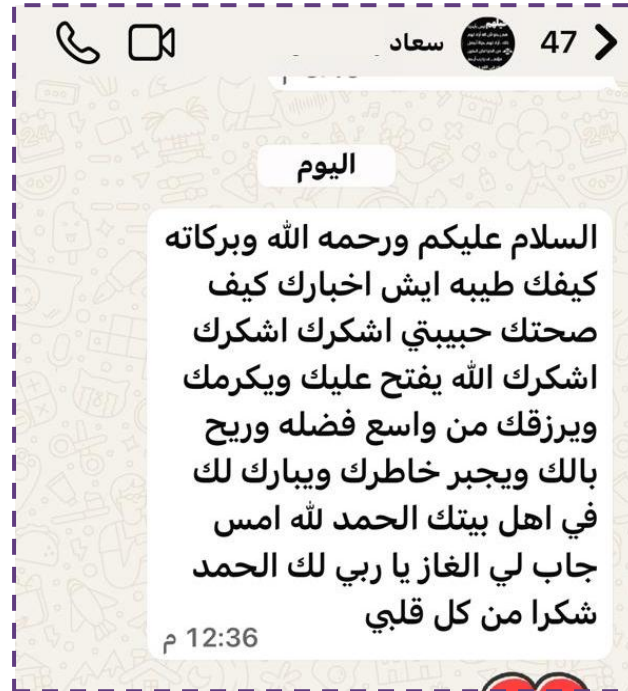 47
سعاد
اليوم
السلام عليكم ورحمه الله وبركاته
كيفك طيبه ايش اخبارك كيف
صحتك حبيبتي اشكرك اشكرك
اشكرك الله يفتح عليك ويكرمك
ويرزقك من واسع فضله وريح
بالك ويجبر خاطرك ويبارك لك
في اهل بيتك الحمد لله امس
جاب لي الغاز يا ربي لك الحمد
شكرا من كل قلبي
12:36 م